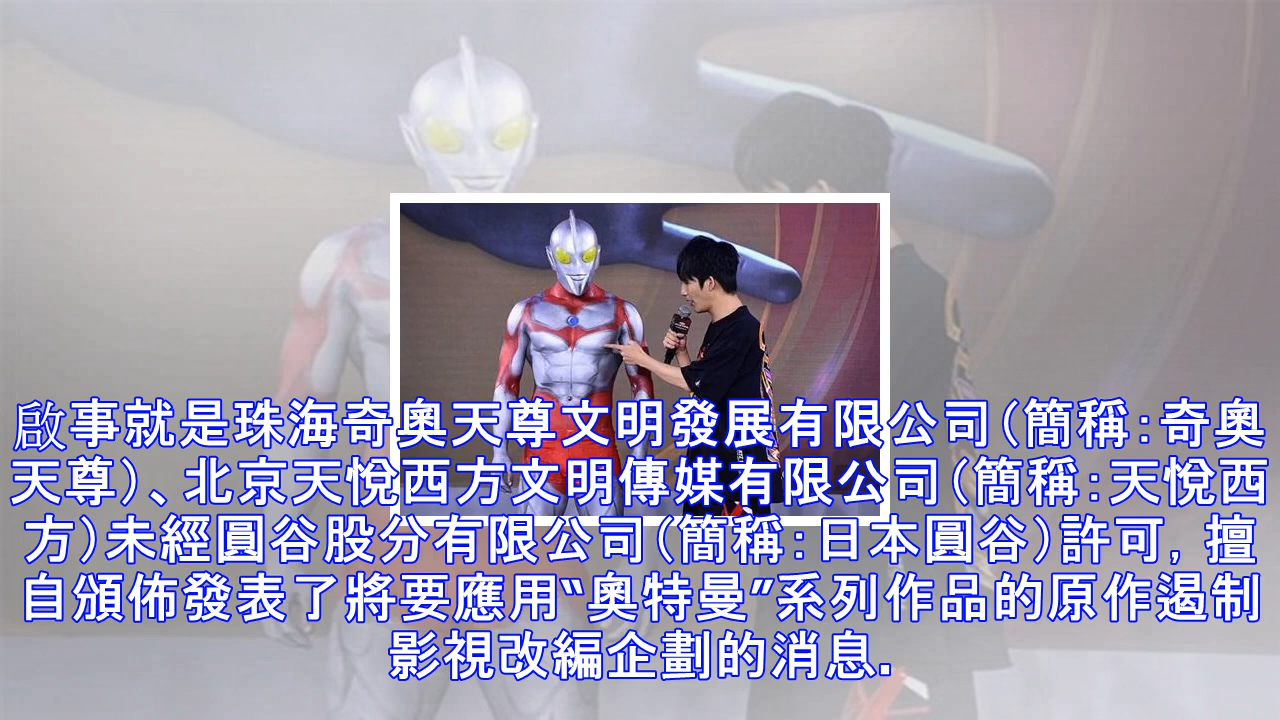 啟事就是珠海奇奧天尊文明發展有限公司(簡稱:奇奧
天尊)、北京天悅西方文明傳媒有限公司(簡稱:天悅西
方)未經圓谷股分有限公司(簡稱:日本圓谷)許可,擅
自頒佈發表了將要應用“奧特曼”系列作品的原作遏制
影視改編企劃的消息.